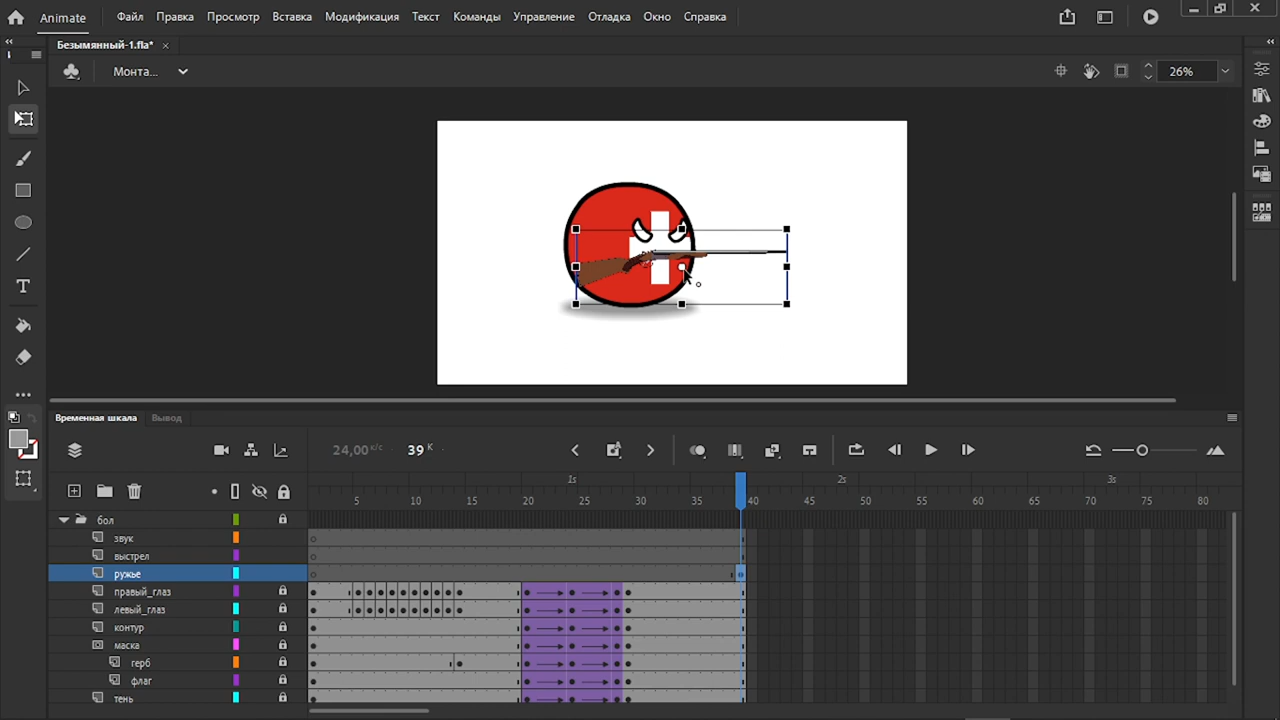 Animate Файл Правка Просмотр Вставка Модификация Текст Команды Управление Отладка Окно Справка
Безымянный-1.fla*
Монта... 26%
T
Временная шкала Вывод
24,00 к/с 39 К
1s 2s 3s
5 10 15 20 25 30 35 40 45 50 55 60 65 70 75 80
бол
звук
выстрел
ружье
правый_глаз
левый_глаз
контур
маска
герб
флаг
тень